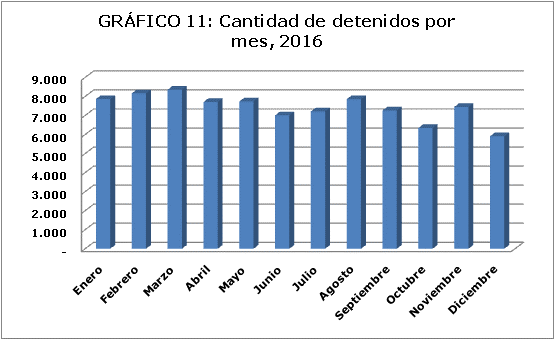 GRÁFICO 11: Cantidad de detenidos por
mes, 2016
9.000
8.000
7.000
6.000
5.000
4.000
3.000
2.000
1.000
-
Enero
Febrero
Marzo
Abril
Mayo
Junio
Julio
Agosto
Septiembre
Octubre
Noviembre
Diciembre